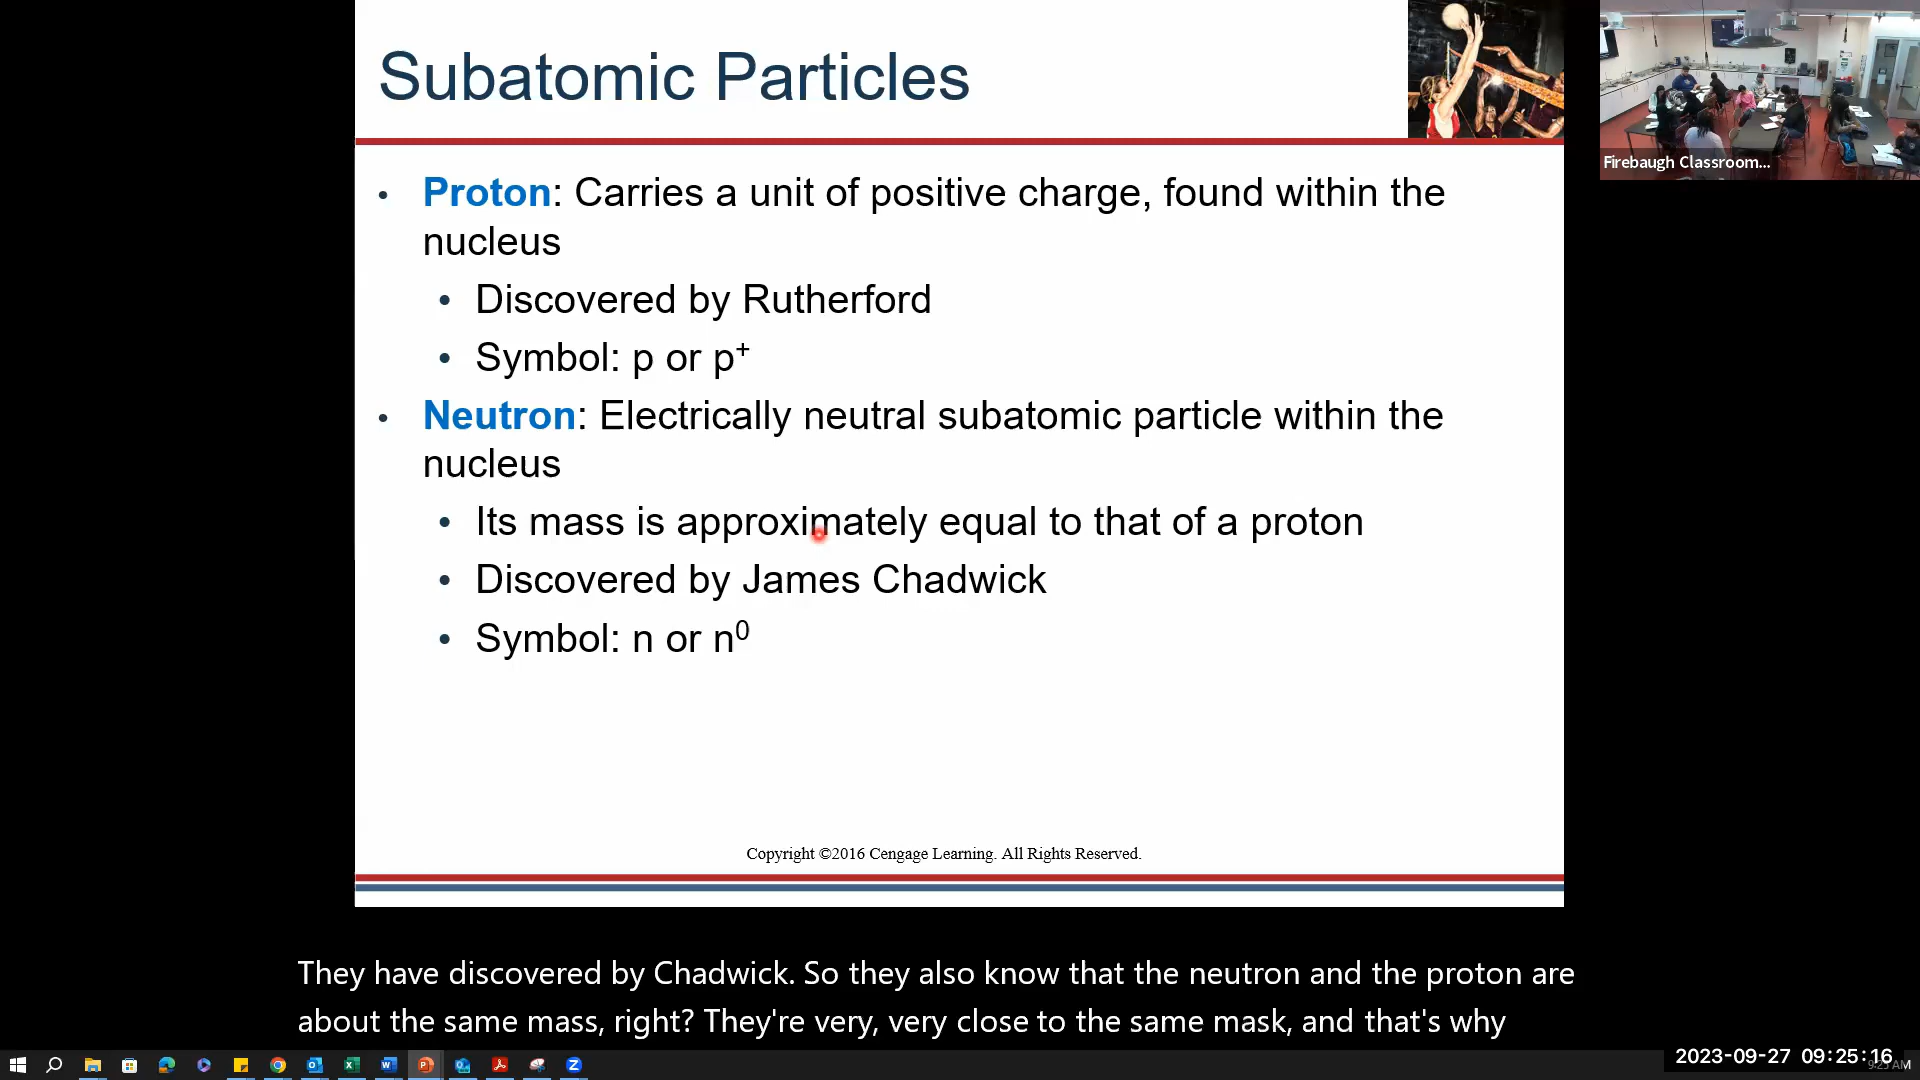 Subatomic Particles
• Proton: Carries a unit of positive charge, found within the
nucleus
• Discovered by Rutherford
• Symbol: p or p⁺
• Neutron: Electrically neutral subatomic particle within the
nucleus
• Its mass is approximately equal to that of a proton
• Discovered by James Chadwick
• Symbol: n or n⁰
Copyright ©2016 Cengage Learning. All Rights Reserved.
Firebaugh Classroom...
They have discovered by Chadwick. So they also know that the neutron and the proton are
about the same mass, right? They're very, very close to the same mask, and that's why
2023-09-27 09:25:16
9:25 AM